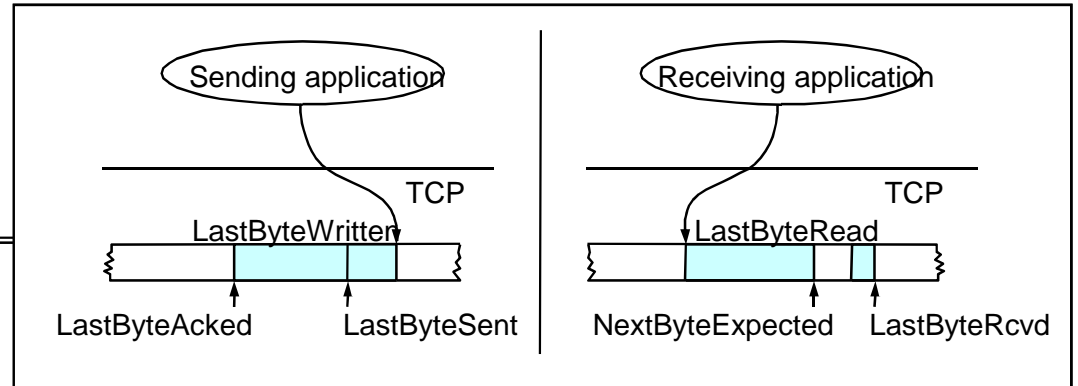 Sending application
TCP
LastByteWritten
LastByteAcked
LastByteSent
Receiving application
TCP
LastByteRead
NextByteExpected
LastByteRcvd